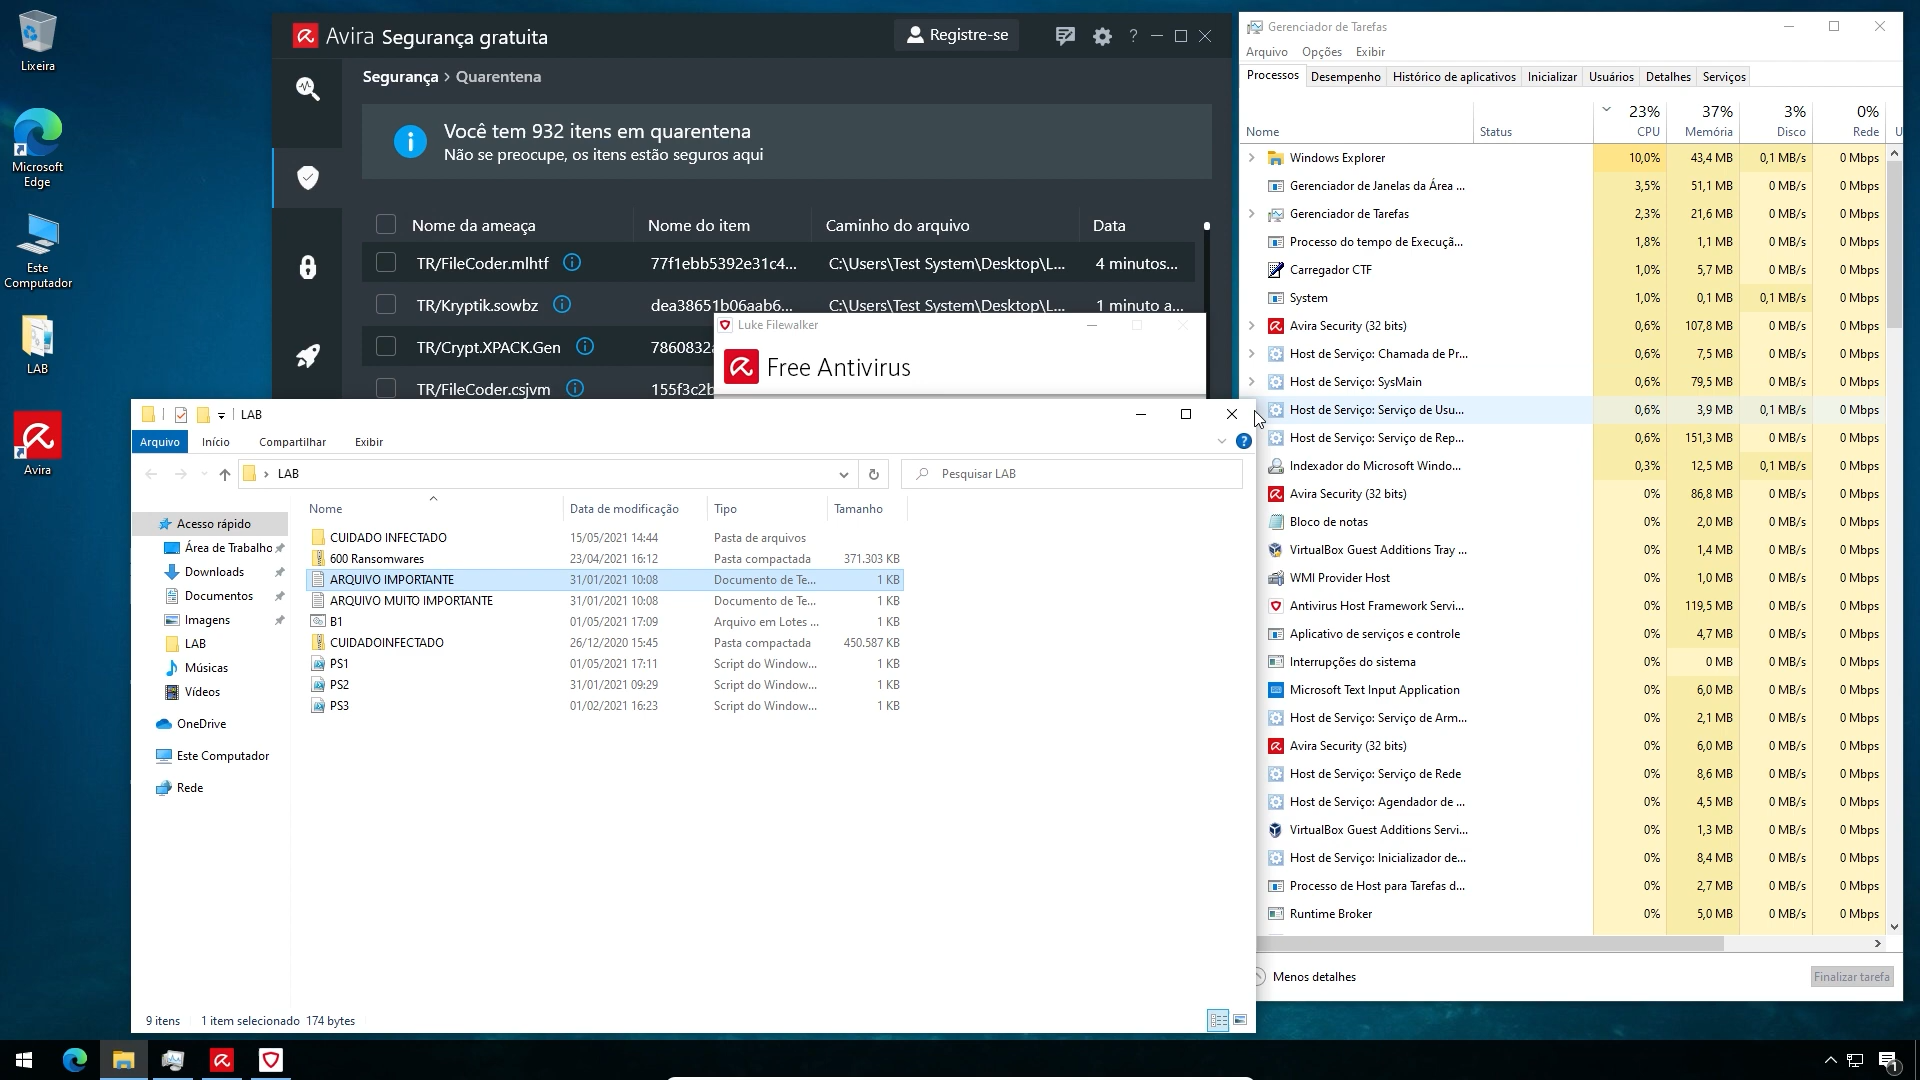 Lixeira
Microsoft
Edge
Este
Computador
LAB
Avira
Avira Segurança gratuita
Registre-se
?
Segurança › Quarentena
Você tem 932 itens em quarentena
Não se preocupe, os itens estão seguros aqui
Nome da ameaça Nome do item Caminho do arquivo Data
TR/FileCoder.mlhtf 77f1ebb5392e31c4... C:\Users\Test System\Desktop\L... 4 minutos...
TR/Kryptik.sowbz dea38651b06aab6... C:\Users\Test System\Desktop\L... 1 minuto a...
TR/Crypt.XPACK.Gen 7860832
TR/FileCoder.csjvm 155f3c2b
Luke Filewalker
Free Antivirus
LAB
Arquivo Início Compartilhar Exibir
LAB
Pesquisar LAB
Nome Data de modificação Tipo Tamanho
CUIDADO INFECTADO 15/05/2021 14:44 Pasta de arquivos
600 Ransomwares 23/04/2021 16:12 Pasta compactada 371.303 KB
ARQUIVO IMPORTANTE 31/01/2021 10:08 Documento de Te... 1 KB
ARQUIVO MUITO IMPORTANTE 31/01/2021 10:08 Documento de Te... 1 KB
B1 01/05/2021 17:09 Arquivo em Lotes ... 1 KB
CUIDADOINFECTADO 26/12/2020 15:45 Pasta compactada 450.587 KB
PS1 01/05/2021 17:11 Script do Window... 1 KB
PS2 31/01/2021 09:29 Script do Window... 1 KB
PS3 01/02/2021 16:23 Script do Window... 1 KB
Acesso rápido
Área de Trabalho
Downloads
Documentos
Imagens
LAB
Músicas
Vídeos
OneDrive
Este Computador
Rede
9 itens 1 item selecionado 174 bytes
Gerenciador de Tarefas
Arquivo Opções Exibir
Processos Desempenho Histórico de aplicativos Inicializar Usuários Detalhes Serviços
23% 37% 3% 0%
Nome Status CPU Memória Disco Rede U
Windows Explorer 10,0% 43,4 MB 0,1 MB/s 0 Mbps
Gerenciador de Janelas da Área ... 3,5% 51,1 MB 0 MB/s 0 Mbps
Gerenciador de Tarefas 2,3% 21,6 MB 0 MB/s 0 Mbps
Processo do tempo de Execuçã... 1,8% 1,1 MB 0 MB/s 0 Mbps
Carregador CTF 1,0% 5,7 MB 0 MB/s 0 Mbps
System 1,0% 0,1 MB 0,1 MB/s 0 Mbps
Avira Security (32 bits) 0,6% 107,8 MB 0 MB/s 0 Mbps
Host de Serviço: Chamada de Pr... 0,6% 7,5 MB 0 MB/s 0 Mbps
Host de Serviço: SysMain 0,6% 79,5 MB 0 MB/s 0 Mbps
Host de Serviço: Serviço de Usu... 0,6% 3,9 MB 0,1 MB/s 0 Mbps
Host de Serviço: Serviço de Rep... 0,6% 151,3 MB 0 MB/s 0 Mbps
Indexador do Microsoft Windo... 0,3% 12,5 MB 0,1 MB/s 0 Mbps
Avira Security (32 bits) 0% 86,8 MB 0 MB/s 0 Mbps
Bloco de notas 0% 2,0 MB 0 MB/s 0 Mbps
VirtualBox Guest Additions Tray ... 0% 1,4 MB 0 MB/s 0 Mbps
WMI Provider Host 0% 1,0 MB 0 MB/s 0 Mbps
Antivirus Host Framework Servi... 0% 119,5 MB 0 MB/s 0 Mbps
Aplicativo de serviços e controle 0% 4,7 MB 0 MB/s 0 Mbps
Interrupções do sistema 0% 0 MB 0 MB/s 0 Mbps
Microsoft Text Input Application 0% 6,0 MB 0 MB/s 0 Mbps
Host de Serviço: Serviço de Arm... 0% 2,1 MB 0 MB/s 0 Mbps
Avira Security (32 bits) 0% 6,0 MB 0 MB/s 0 Mbps
Host de Serviço: Serviço de Rede 0% 8,6 MB 0 MB/s 0 Mbps
Host de Serviço: Agendador de ... 0% 4,5 MB 0 MB/s 0 Mbps
VirtualBox Guest Additions Servi... 0% 1,3 MB 0 MB/s 0 Mbps
Host de Serviço: Inicializador de... 0% 8,4 MB 0 MB/s 0 Mbps
Processo de Host para Tarefas d... 0% 2,7 MB 0 MB/s 0 Mbps
Runtime Broker 0% 5,0 MB 0 MB/s 0 Mbps
Menos detalhes Finalizar tarefa
1